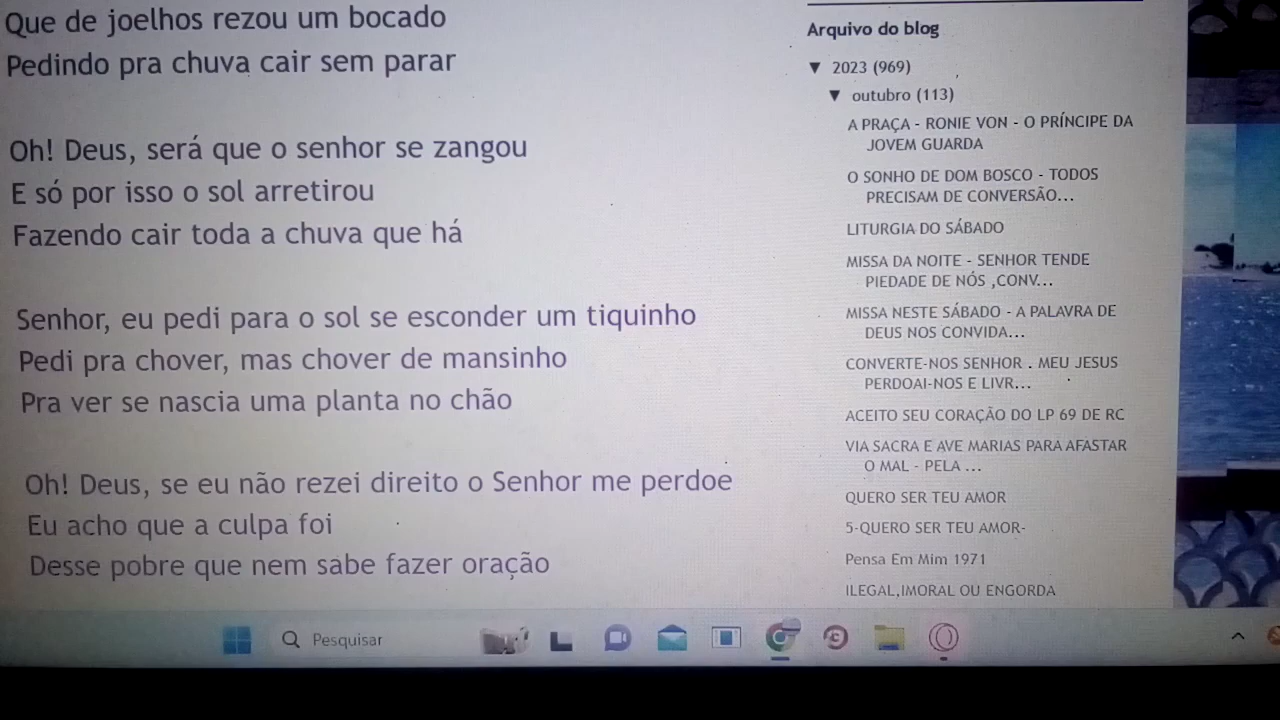 Que de joelhos rezou um bocado
Pedindo pra chuva cair sem parar
Oh! Deus, será que o senhor se zangou
E só por isso o sol arretirou
Fazendo cair toda a chuva que há
Senhor, eu pedi para o sol se esconder um tiquinho
Pedi pra chover, mas chover de mansinho
Pra ver se nascia uma planta no chão
Oh! Deus, se eu não rezei direito o Senhor me perdoe
Eu acho que a culpa foi
Desse pobre que nem sabe fazer oração
Arquivo do blog
▼ 2023 (969)
▼ outubro (113)
A PRAÇA - RONIE VON - O PRÍNCIPE DA
JOVEM GUARDA
O SONHO DE DOM BOSCO - TODOS
PRECISAM DE CONVERSÃO...
LITURGIA DO SÁBADO
MISSA DA NOITE - SENHOR TENDE
PIEDADE DE NÓS ,CONV...
MISSA NESTE SÁBADO - A PALAVRA DE
DEUS NOS CONVIDA...
CONVERTE-NOS SENHOR . MEU JESUS
PERDOAI-NOS E LIVR...
ACEITO SEU CORAÇÃO DO LP 69 DE RC
VIA SACRA E AVE MARIAS PARA AFASTAR
O MAL - PELA ...
QUERO SER TEU AMOR
5-QUERO SER TEU AMOR-
Pensa Em Mim 1971
ILEGAL,IMORAL OU ENGORDA
Pesquisar